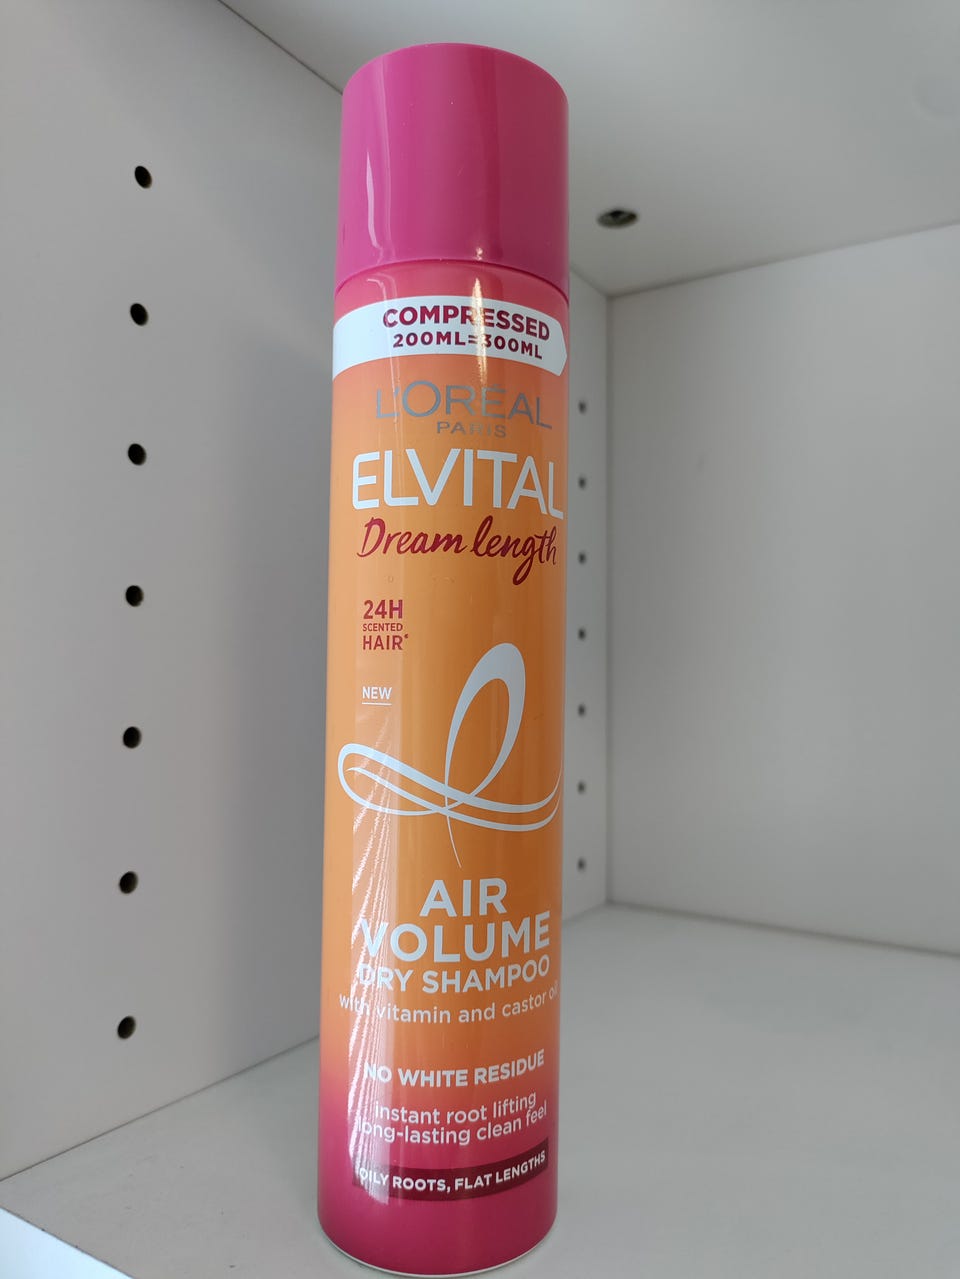 COMPRESSED
200ML=300ML
L'ORÉAL
PARIS
ELVITAL
Dream length
24H
SCENTED
HAIR*
NEW
AIR
VOLUME
DRY SHAMPOO
with vitamin and castor oil
NO WHITE RESIDUE
instant root lifting
long-lasting clean feel
OILY ROOTS, FLAT LENGTHS